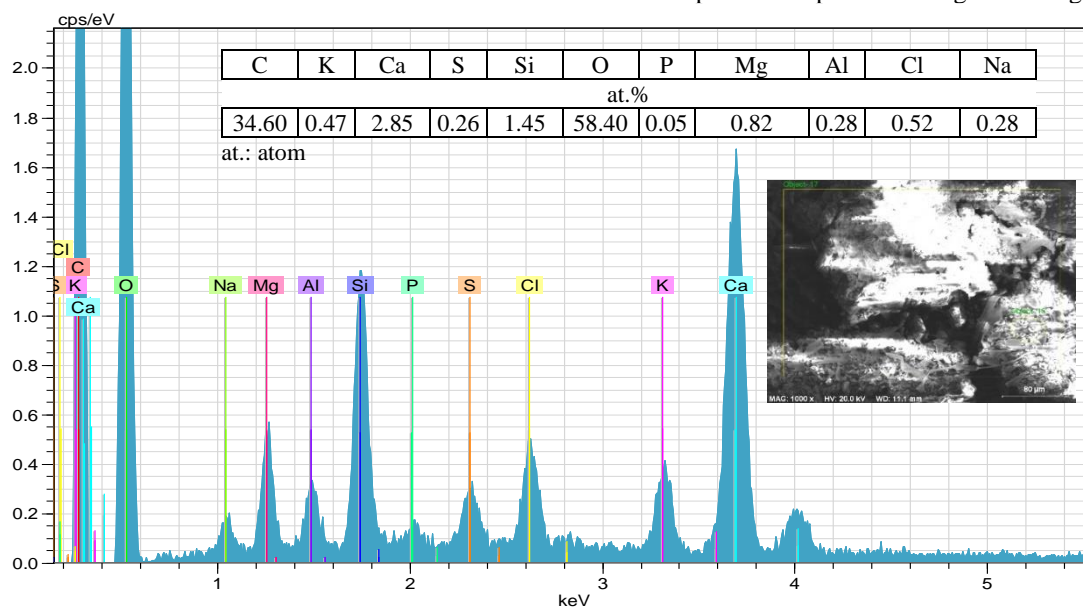 cps/eV
C K Ca S Si O P Mg Al Cl Na
at.%
34.60 0.47 2.85 0.26 1.45 58.40 0.05 0.82 0.28 0.52 0.28
at.: atom
2.0
1.8
1.6
1.4
1.2
1.0
0.8
0.6
0.4
0.2
0.0
Cl
C
S K
Ca
O
Na Mg Al Si P S Cl K Ca
MAG: 1000 x HV: 20.0 kV WD: 11.1 mm
80 µm
1 2 3 4 5
keV